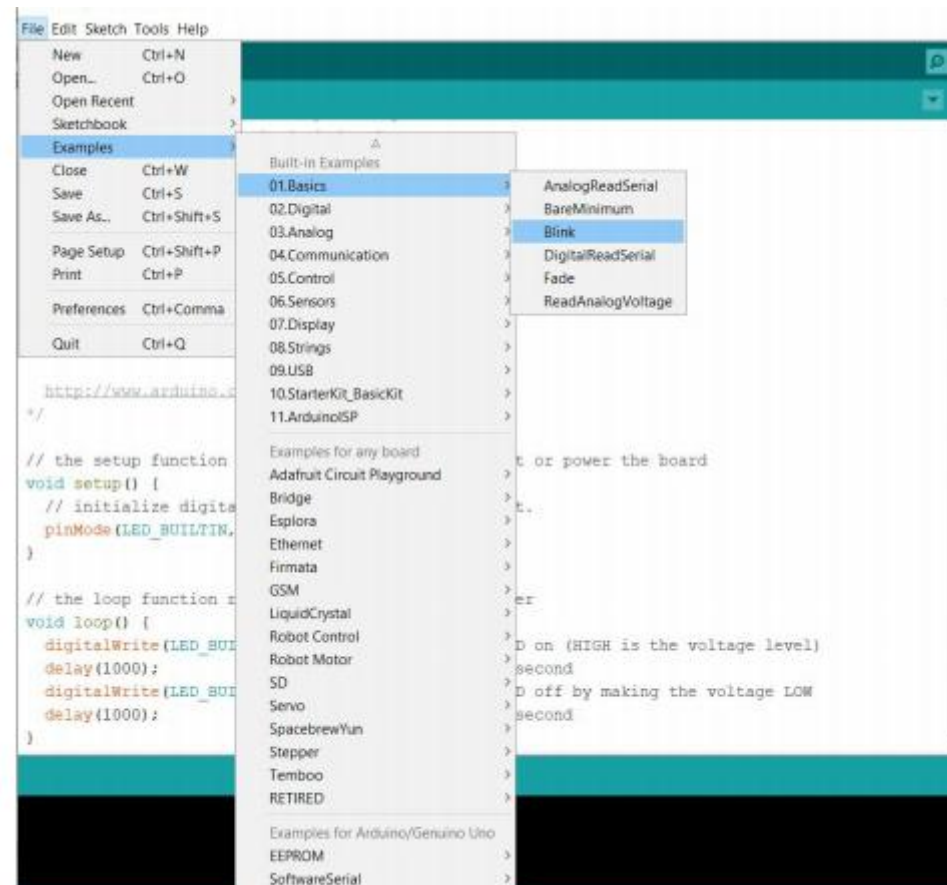 File Edit Sketch Tools Help
New Ctrl+N
Open... Ctrl+O
Open Recent
Sketchbook
Examples
Close Ctrl+W
Save Ctrl+S
Save As... Ctrl+Shift+S
Page Setup Ctrl+Shift+P
Print Ctrl+P
Preferences Ctrl+Comma
Quit Ctrl+Q
Built-in Examples
01.Basics
02.Digital
03.Analog
04.Communication
05.Control
06.Sensors
07.Display
08.Strings
09.USB
10.StarterKit_BasicKit
11.ArduinoISP
Examples for any board
Adafruit Circuit Playground
Bridge
Esplora
Ethernet
Firmata
GSM
LiquidCrystal
Robot Control
Robot Motor
SD
Servo
SpacebrewYun
Stepper
Temboo
RETIRED
Examples for Arduino/Genuino Uno
EEPROM
SoftwareSerial
AnalogReadSerial
BareMinimum
Blink
DigitalReadSerial
Fade
ReadAnalogVoltage
http://www.arduino.c
*/
// the setup function t or power the board
void setup() {
// initialize digita t.
pinMode(LED_BUILTIN,
}
// the loop function r er
void loop() {
digitalWrite(LED_BUI D on (HIGH is the voltage level)
delay(1000); second
digitalWrite(LED_BUI D off by making the voltage LOW
delay(1000); second
}